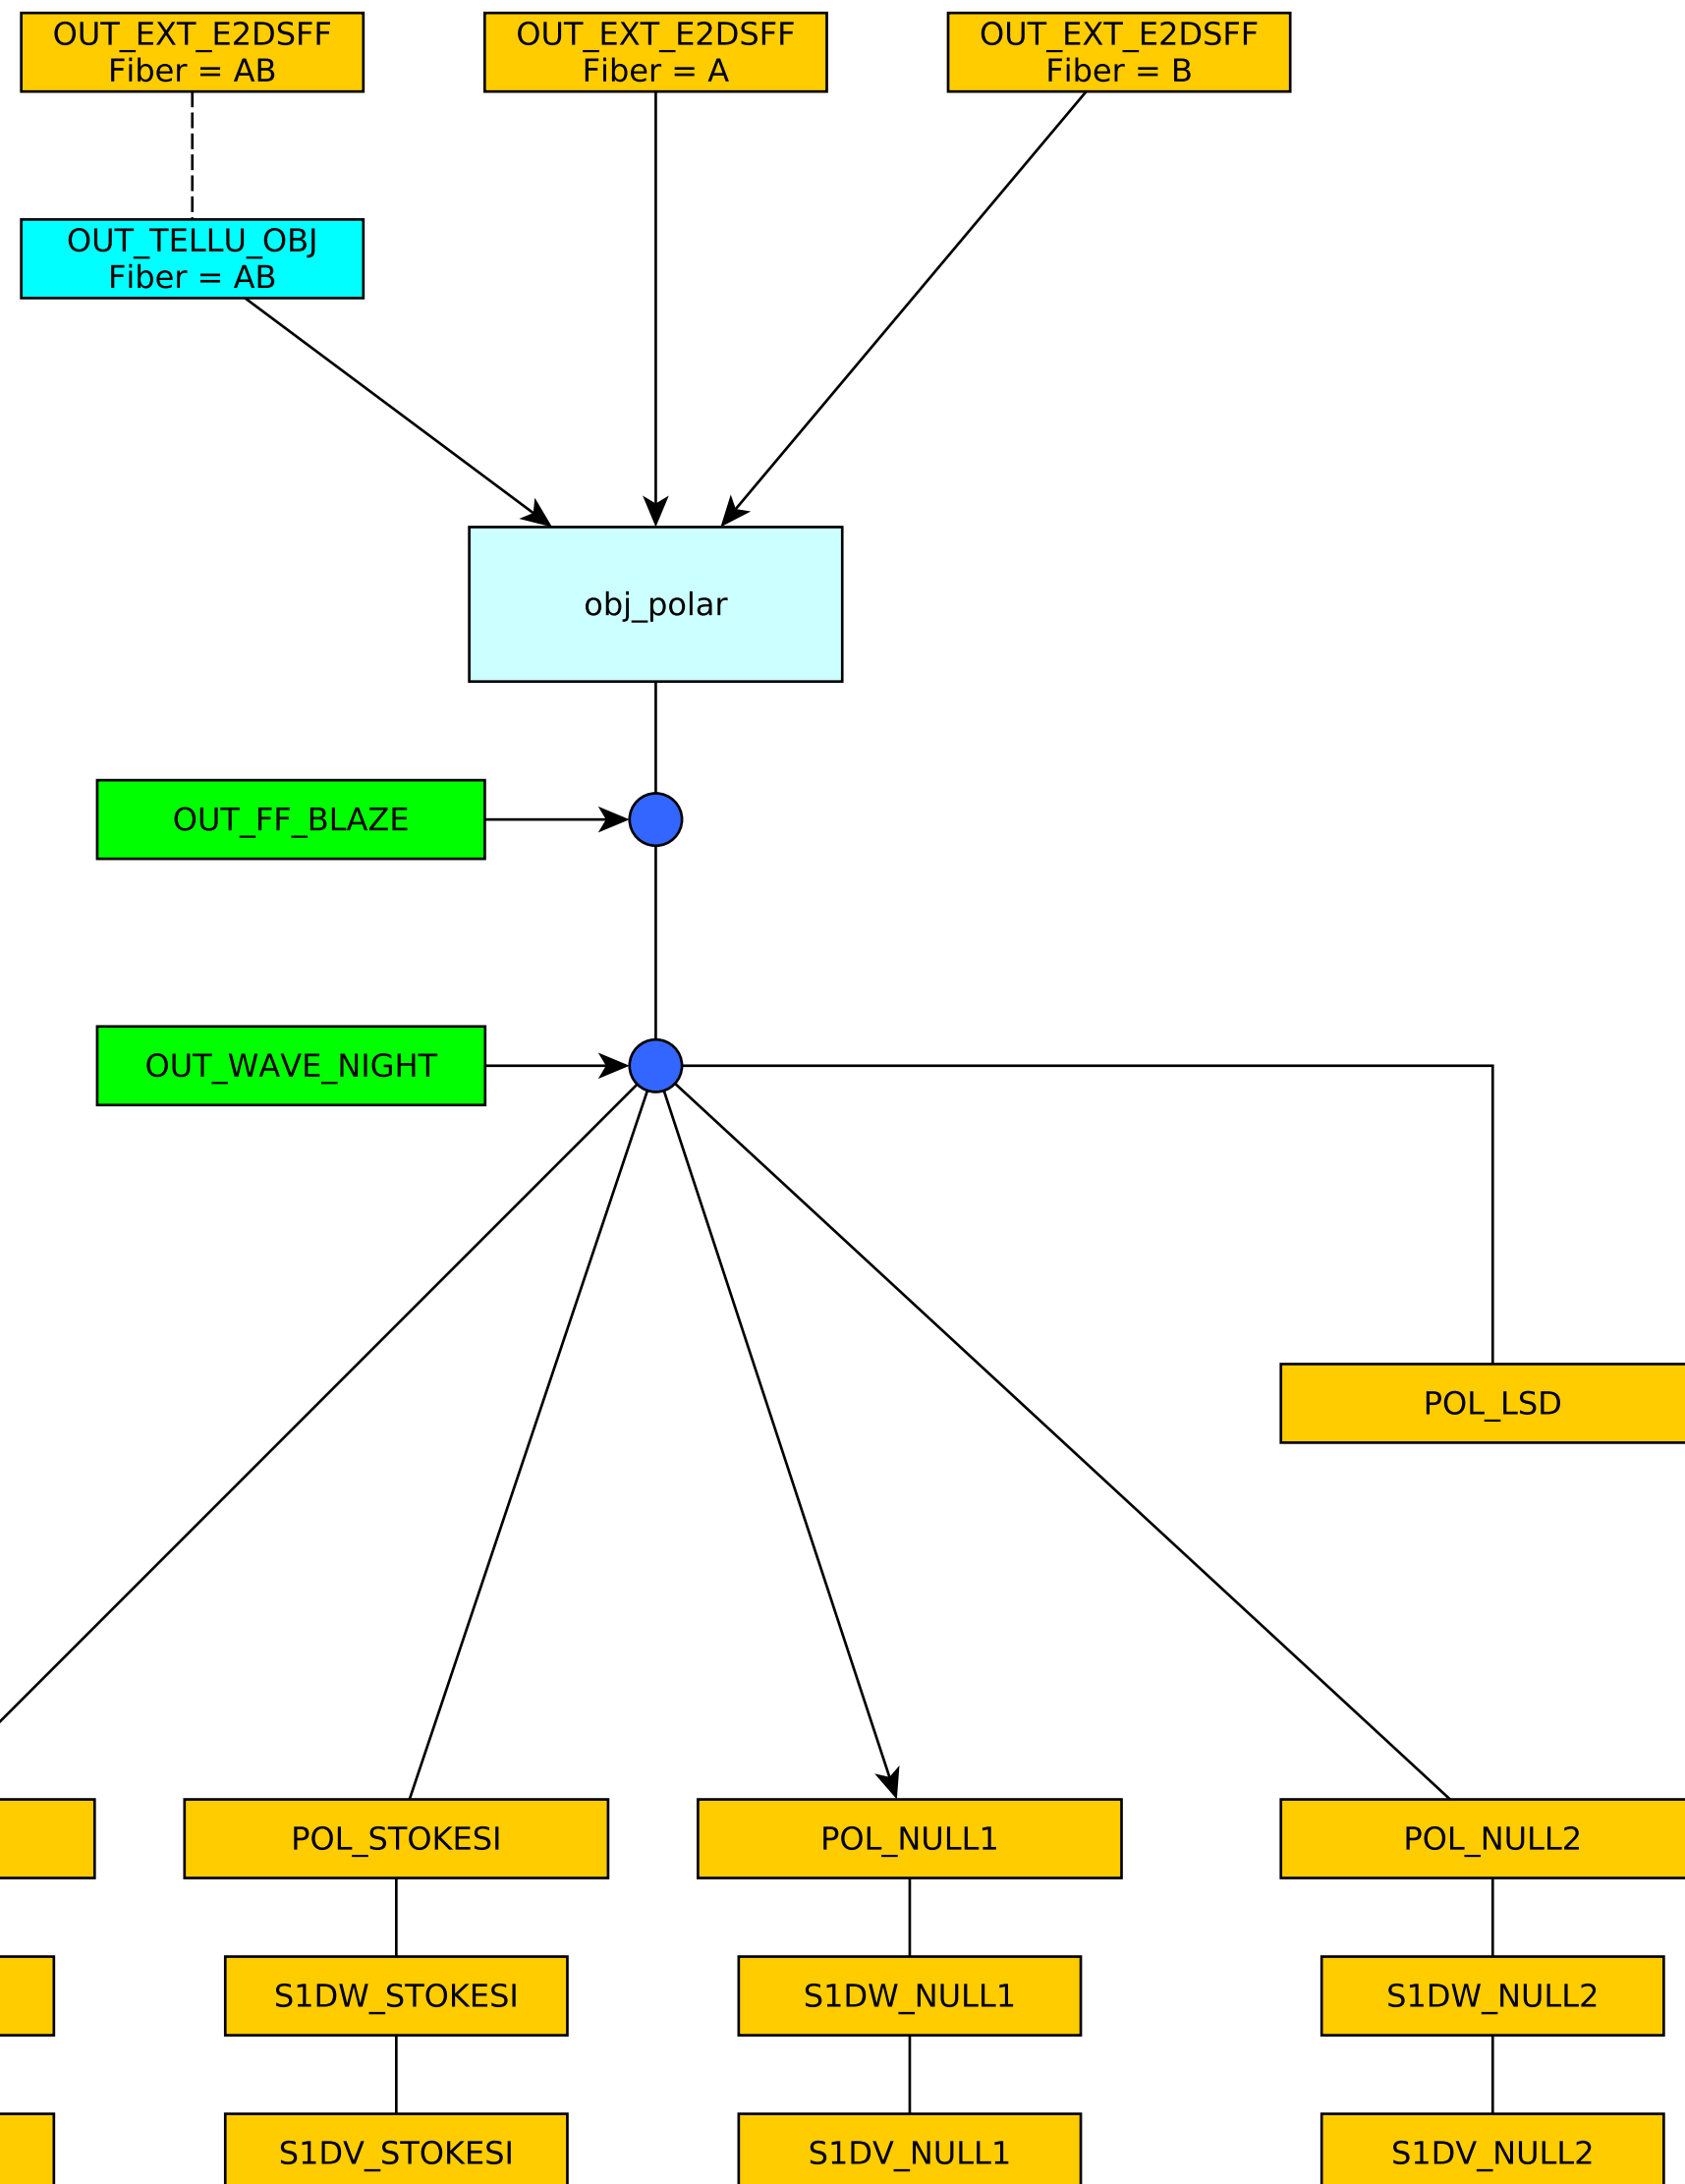 OUT_EXT_E2DSFF
Fiber = AB
OUT_EXT_E2DSFF
Fiber = A
OUT_EXT_E2DSFF
Fiber = B
OUT_TELLU_OBJ
Fiber = AB
obj_polar
OUT_FF_BLAZE
OUT_WAVE_NIGHT
POL_LSD
POL_STOKESI
POL_NULL1
POL_NULL2
S1DW_STOKESI
S1DW_NULL1
S1DW_NULL2
S1DV_STOKESI
S1DV_NULL1
S1DV_NULL2